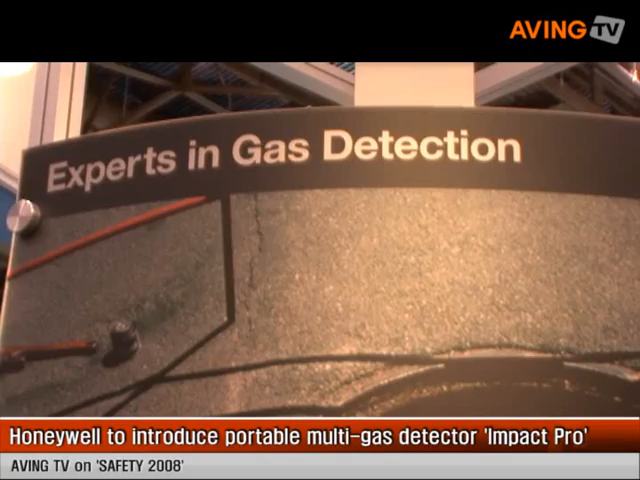 AVING TV
Experts in Gas Detection
Honeywell to introduce portable multi-gas detector 'Impact Pro'
AVING TV on 'SAFETY 2008'